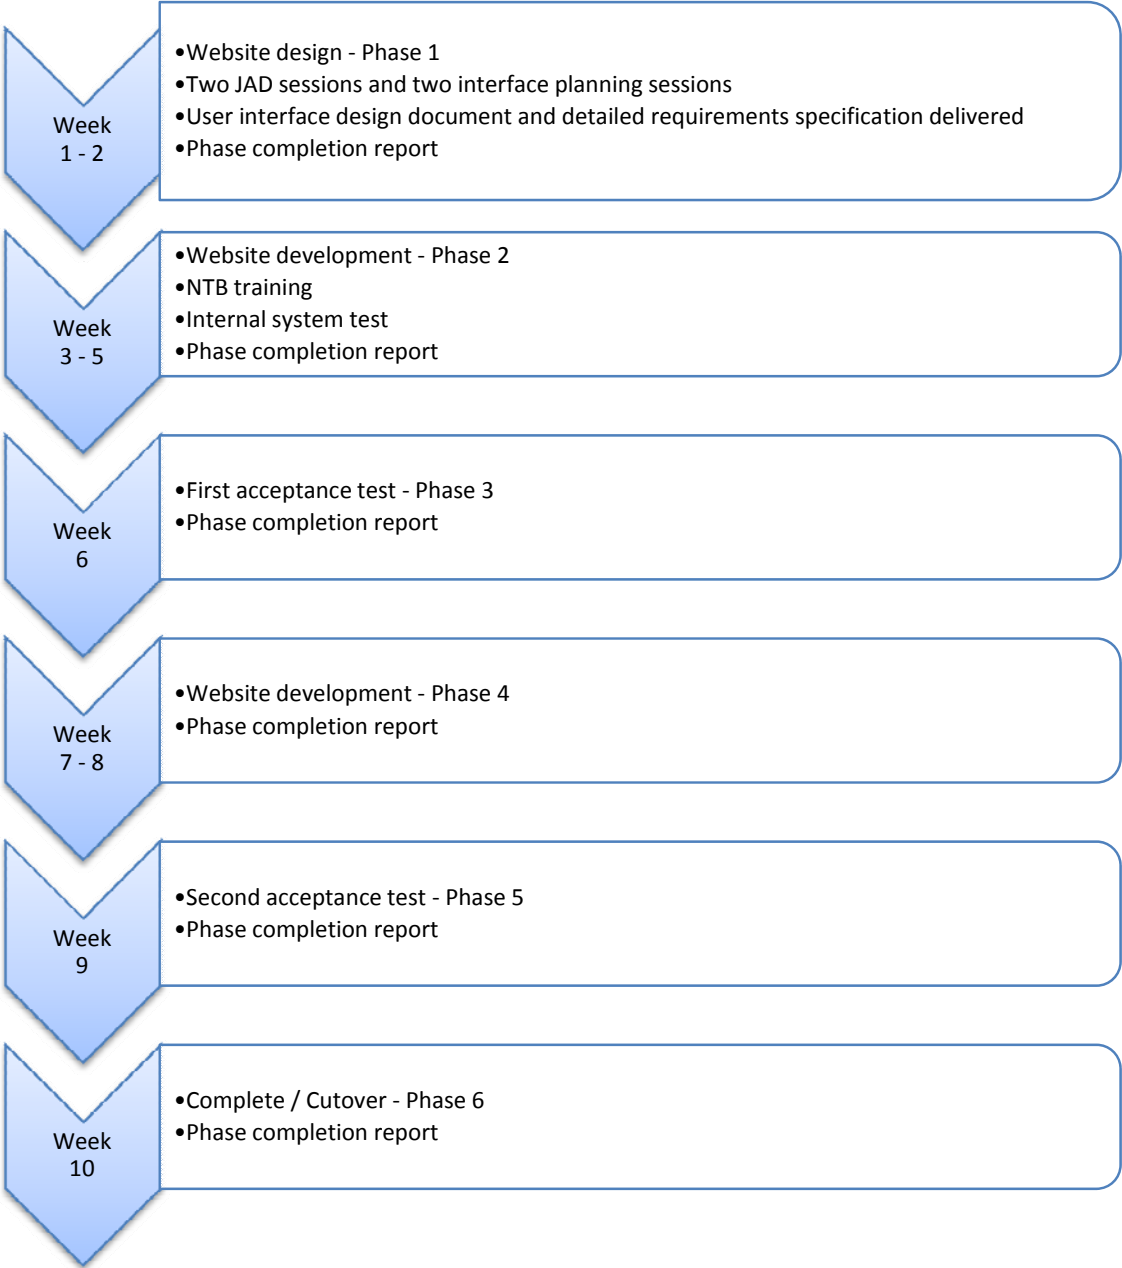 Week
1 - 2
•Website design - Phase 1
•Two JAD sessions and two interface planning sessions
•User interface design document and detailed requirements specification delivered
•Phase completion report
Week
3 - 5
•Website development - Phase 2
•NTB training
•Internal system test
•Phase completion report
Week
6
•First acceptance test - Phase 3
•Phase completion report
Week
7 - 8
•Website development - Phase 4
•Phase completion report
Week
9
•Second acceptance test - Phase 5
•Phase completion report
Week
10
•Complete / Cutover - Phase 6
•Phase completion report